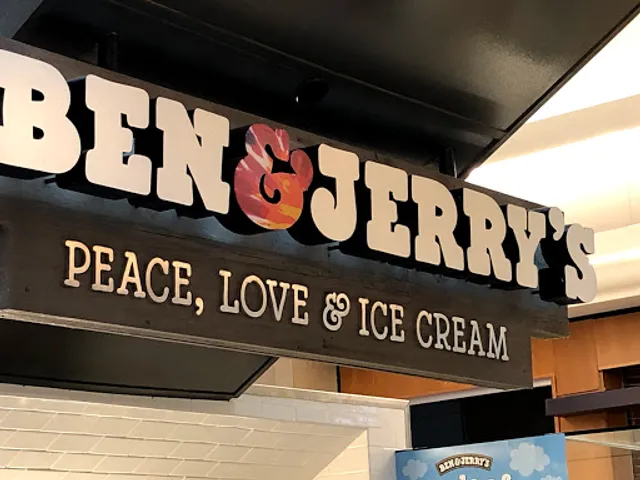 BEN & JERRY'S
PEACE, LOVE & ICE CREAM
BEN & JERRY'S